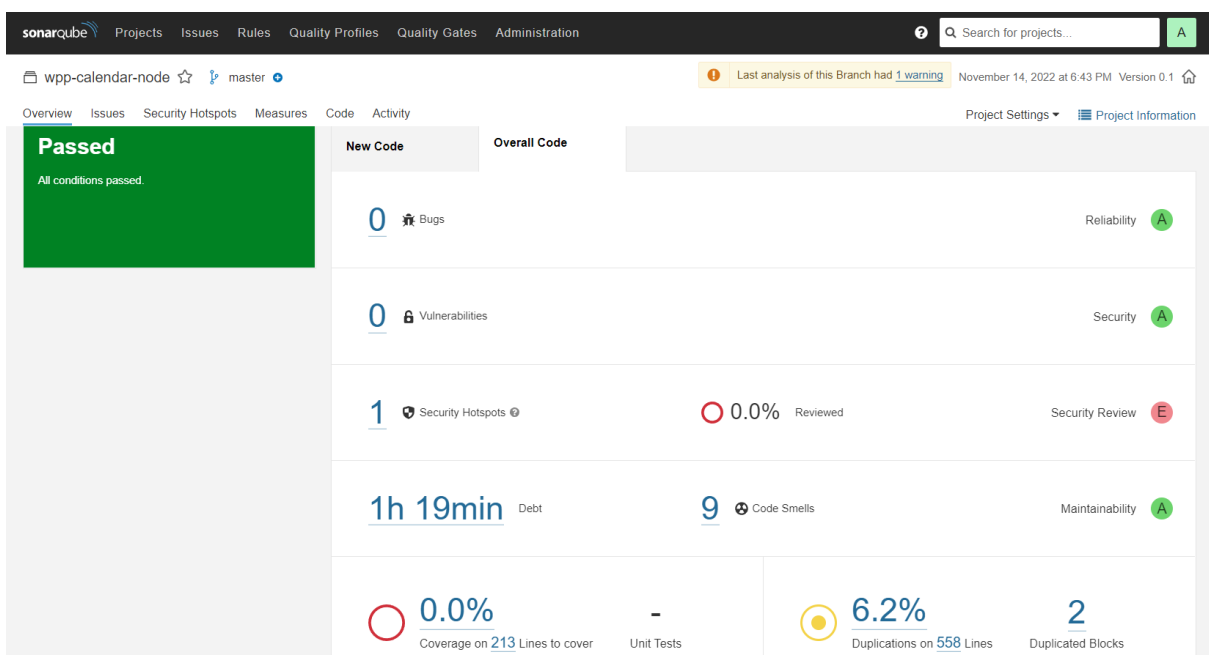 sonarqube Projects Issues Rules Quality Profiles Quality Gates Administration ? Search for projects... A
wpp-calendar-node master Last analysis of this Branch had 1 warning November 14, 2022 at 6:43 PM Version 0.1
Overview Issues Security Hotspots Measures Code Activity Project Settings Project Information
Passed
All conditions passed.
New Code Overall Code
0 Bugs Reliability A
0 Vulnerabilities Security A
1 Security Hotspots ? 0.0% Reviewed Security Review E
1h 19min Debt 9 Code Smells Maintainability A
0.0% - 6.2% 2
Coverage on 213 Lines to cover Unit Tests Duplications on 558 Lines Duplicated Blocks